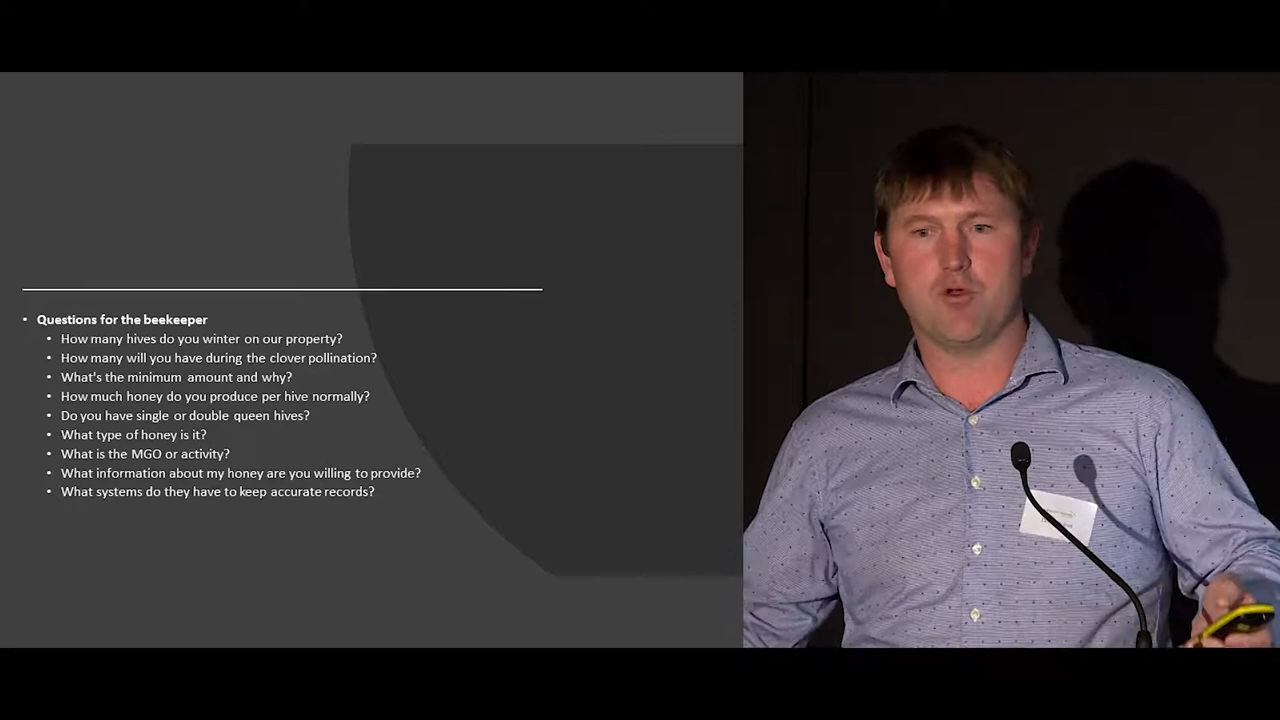 • Questions for the beekeeper
• How many hives do you winter on our property?
• How many will you have during the clover pollination?
• What's the minimum amount and why?
• How much honey do you produce per hive normally?
• Do you have single or double queen hives?
• What type of honey is it?
• What is the MGO or activity?
• What information about my honey are you willing to provide?
• What systems do they have to keep accurate records?